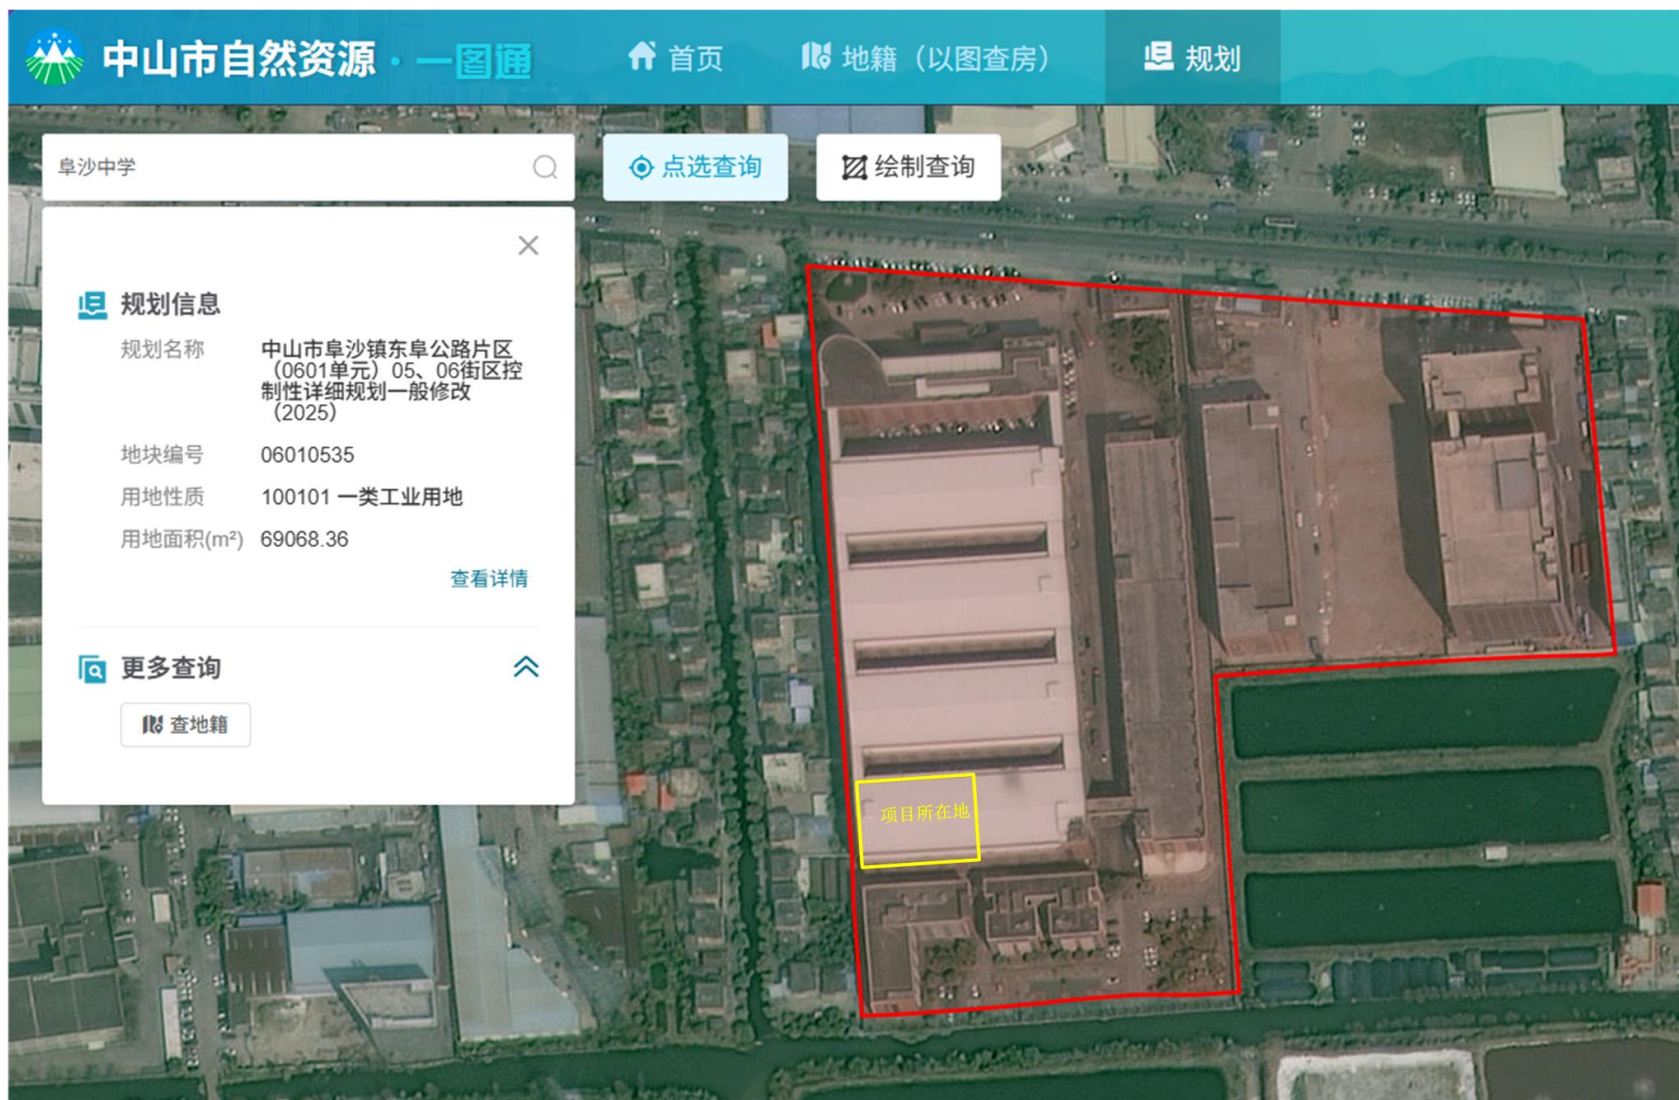 中山市自然资源·一图通
首页
地籍（以图查房）
规划
阜沙中学
点选查询
绘制查询
规划信息
规划名称
中山市阜沙镇东阜公路片区
（0601单元）05、06街区控
制性详细规划一般修改
（2025）
地块编号
06010535
用地性质
100101 一类工业用地
用地面积(m²)
69068.36
查看详情
更多查询
查地籍
项目所在地